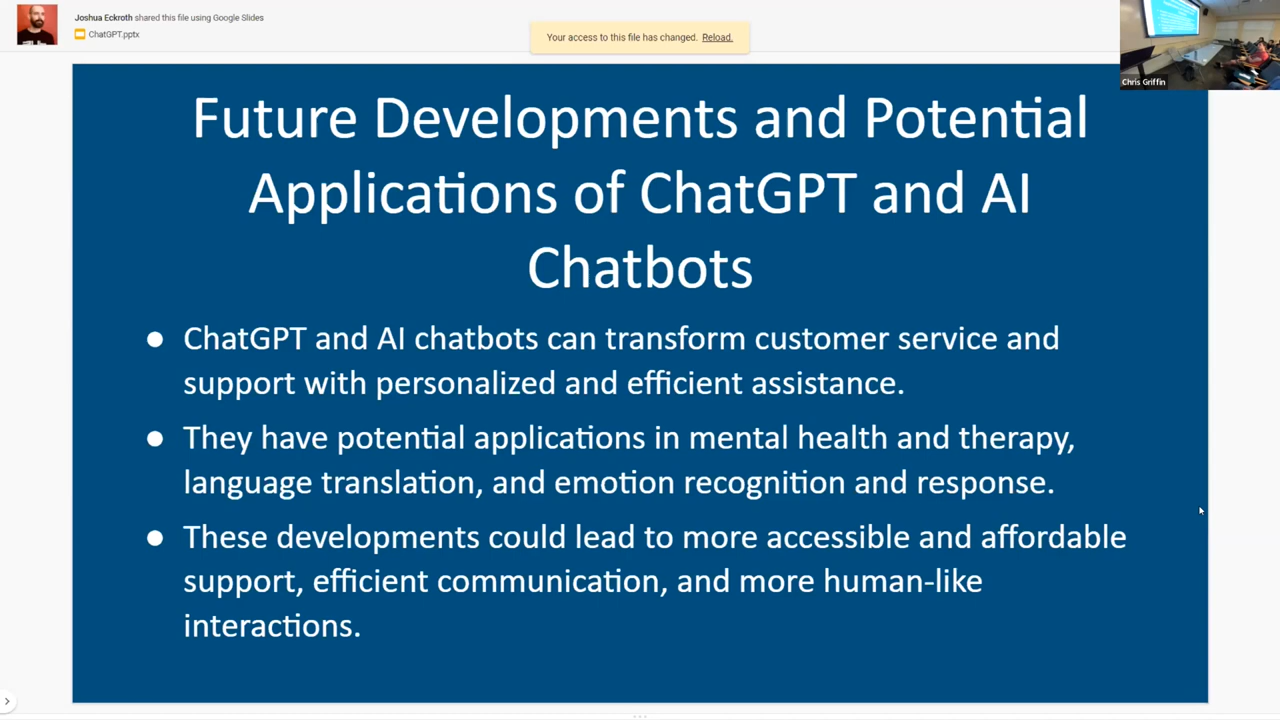 Joshua Eckroth shared this file using Google Slides
ChatGPT.pptx
Your access to this file has changed. Reload.
Chris Griffin
Future Developments and Potential
Applications of ChatGPT and AI
Chatbots
● ChatGPT and AI chatbots can transform customer service and
support with personalized and efficient assistance.
● They have potential applications in mental health and therapy,
language translation, and emotion recognition and response.
● These developments could lead to more accessible and affordable
support, efficient communication, and more human-like
interactions.